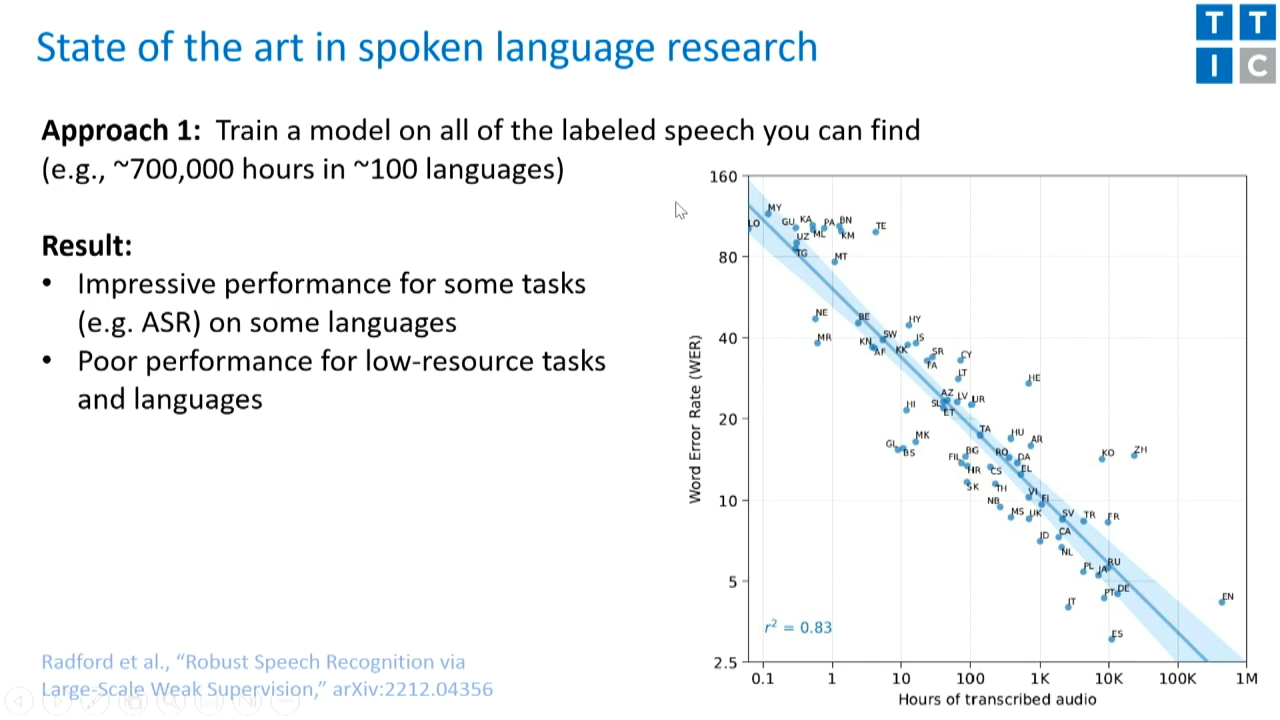 State of the art in spoken language research
T T
I C
Approach 1: Train a model on all of the labeled speech you can find
(e.g., ~700,000 hours in ~100 languages)
Result:
• Impressive performance for some tasks
(e.g. ASR) on some languages
• Poor performance for low-resource tasks
and languages
Radford et al., “Robust Speech Recognition via
Large-Scale Weak Supervision,” arXiv:2212.04356
Word Error Rate (WER)
160
80
40
20
10
5
2.5
LO
MY
GU
KA
PA
BN
TE
UZ
ML
KM
TG
MT
NE
MR
BE
HY
SW
IS
KN
AF
KK
SR
FA
CY
LT
HE
HI
AZ
LV
UR
SL
ET
TA
HU
AR
MK
GL
BS
BG
RO
DA
KO
ZH
FIL
HR
CS
EL
SK
TH
NB
VI
FI
MS
UK
SV
TR
FR
ID
CA
NL
PL
JA
RU
PT
DE
IT
EN
ES
r² = 0.83
0.1 1 10 100 1K 10K 100K 1M
Hours of transcribed audio